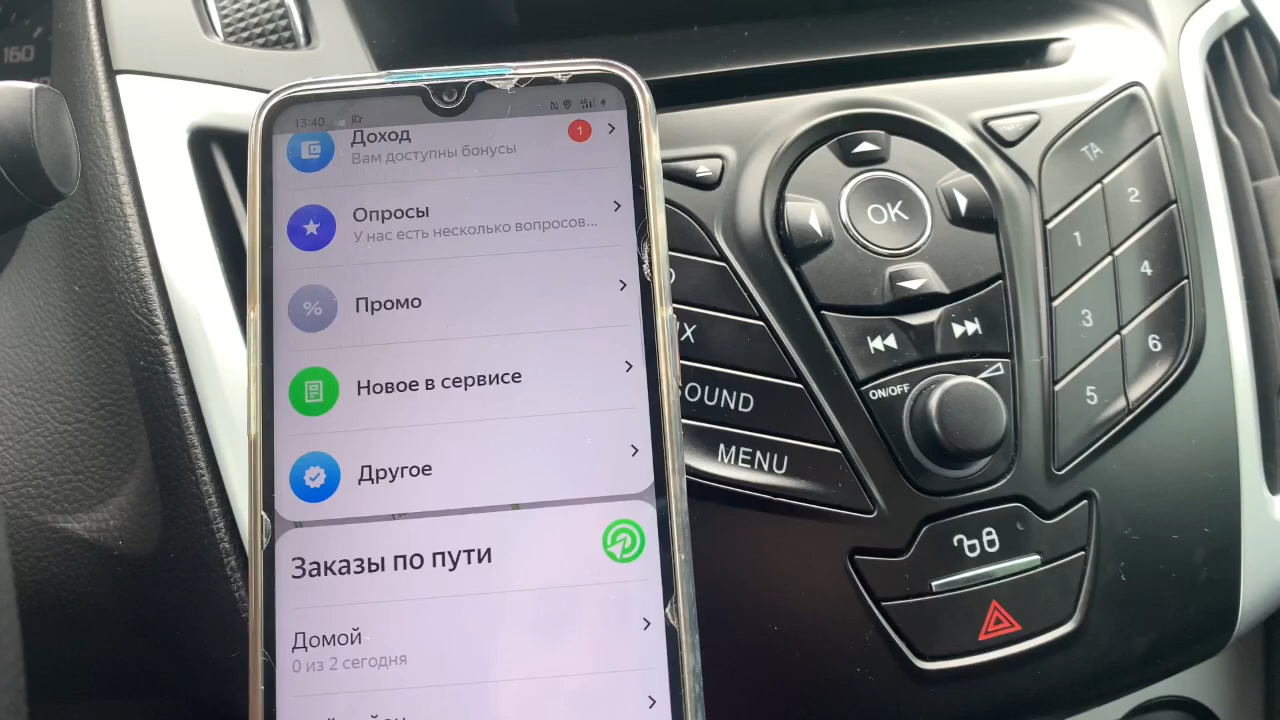 160
13:40
Доход
Вам доступны бонусы
1
Опросы
У нас есть несколько вопросов...
%
Промо
Новое в сервисе
Другое
Заказы по пути
Домой
0 из 2 сегодня
OK
TA
1
2
3
4
5
6
SOUND
MENU
ON/OFF